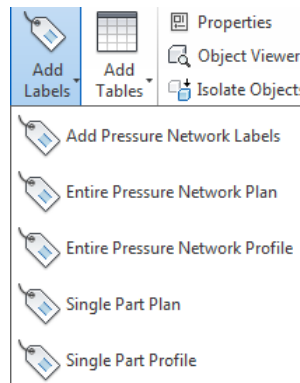 Properties
Object Viewer
Isolate Objects
Add
Labels
Add
Tables
Add Pressure Network Labels
Entire Pressure Network Plan
Entire Pressure Network Profile
Single Part Plan
Single Part Profile